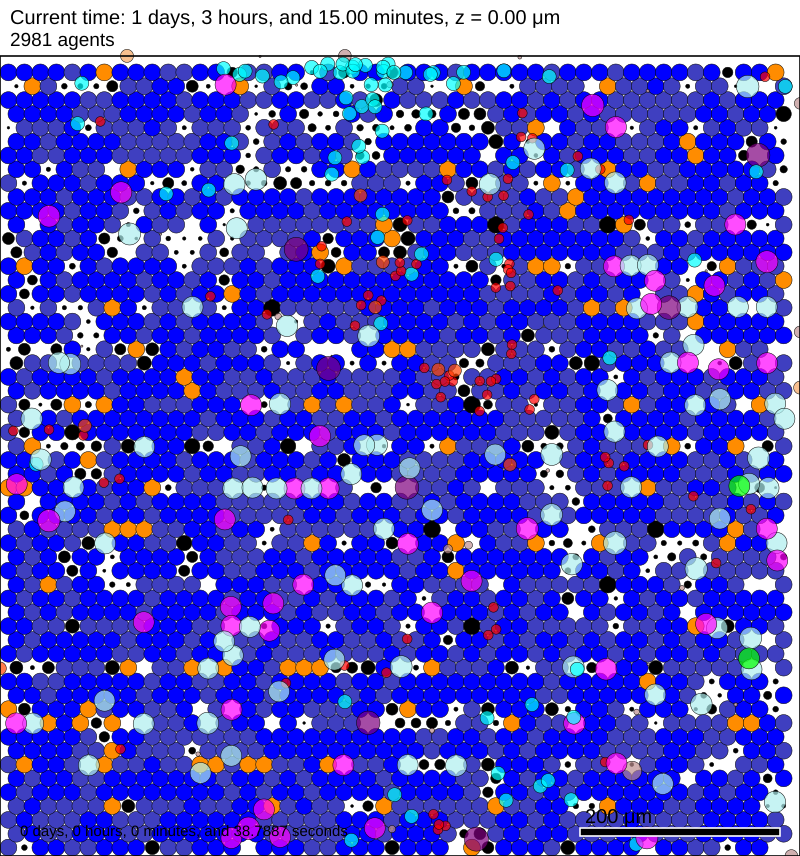 Current time: 1 days, 3 hours, and 15.00 minutes, z = 0.00 μm
2981 agents
200 μm
0 days, 0 hours, 0 minutes, and 38.7887 seconds